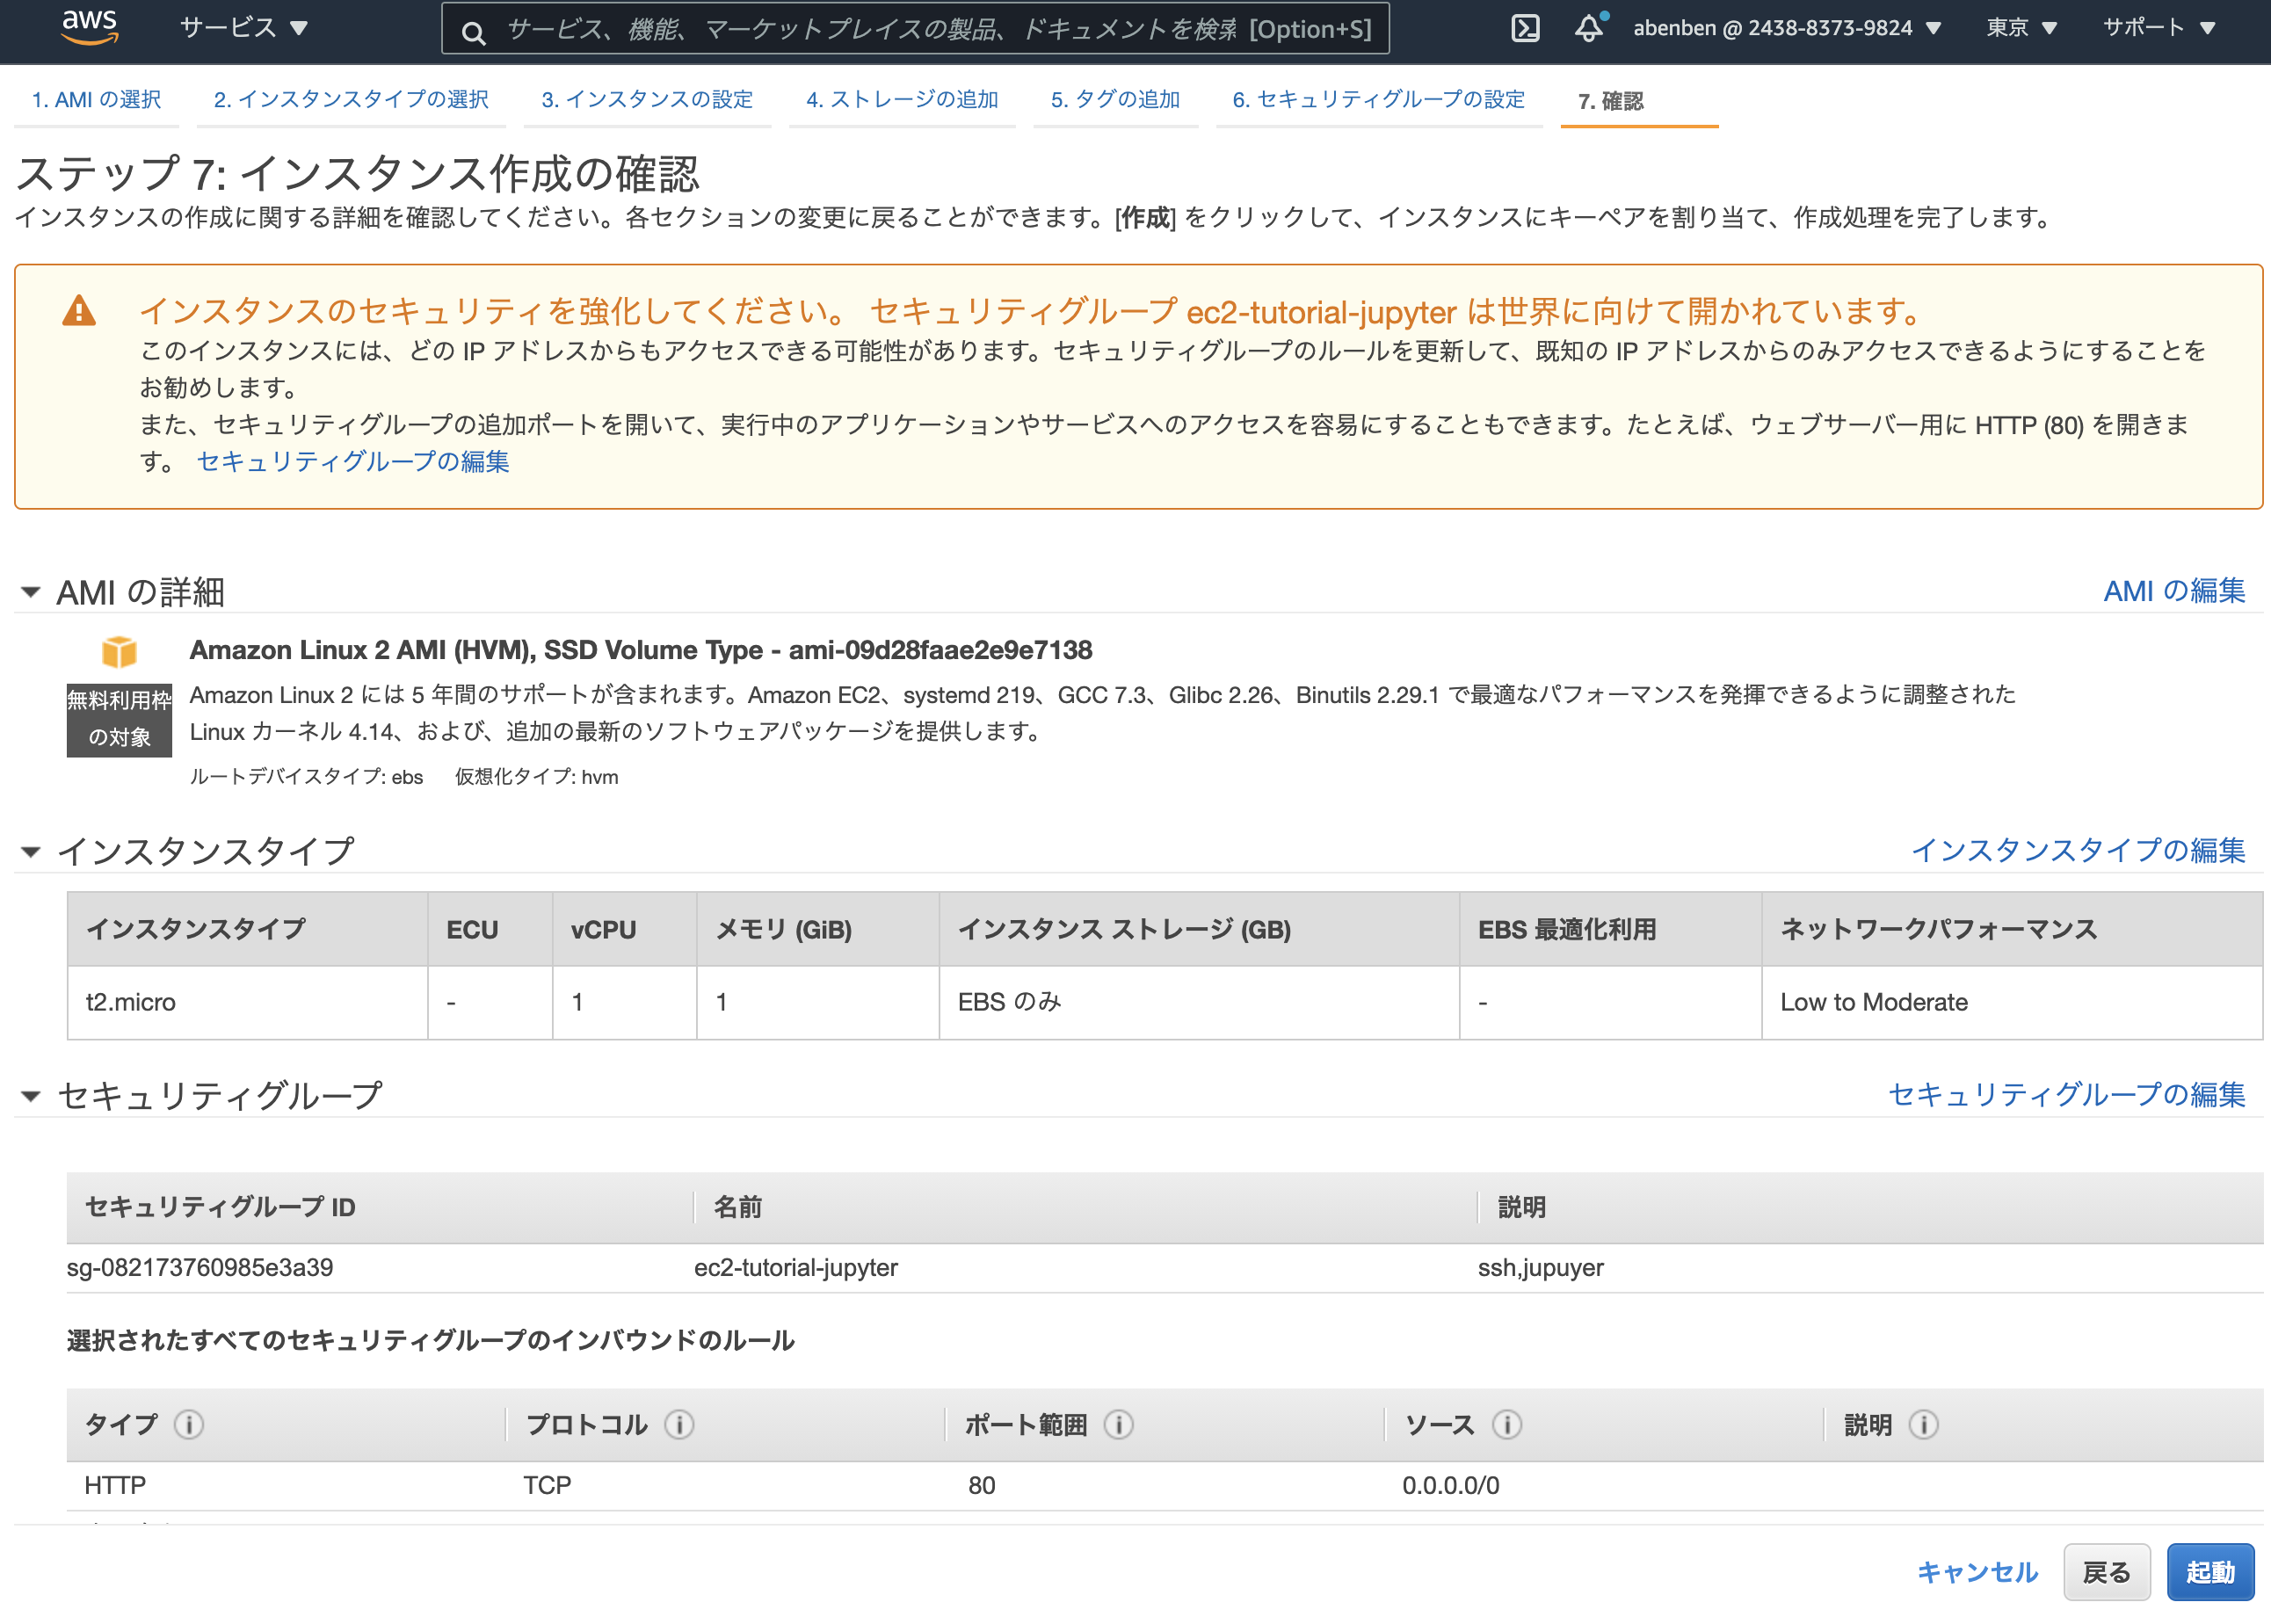 aws
サービス
サービス、機能、マーケットプレイスの製品、ドキュメントを検索 [Option+S]
abenben @ 2438-8373-9824
東京
サポート
1. AMI の選択
2. インスタンスタイプの選択
3. インスタンスの設定
4. ストレージの追加
5. タグの追加
6. セキュリティグループの設定
7. 確認
ステップ 7: インスタンス作成の確認
インスタンスの作成に関する詳細を確認してください。各セクションの変更に戻ることができます。[作成] をクリックして、インスタンスにキーペアを割り当て、作成処理を完了します。
インスタンスのセキュリティを強化してください。 セキュリティグループ ec2-tutorial-jupyter は世界に向けて開かれています。
このインスタンスには、どの IP アドレスからもアクセスできる可能性があります。セキュリティグループのルールを更新して、既知の IP アドレスからのみアクセスできるようにすることを
お勧めします。
また、セキュリティグループの追加ポートを開いて、実行中のアプリケーションやサービスへのアクセスを容易にすることもできます。たとえば、ウェブサーバー用に HTTP (80) を開きま
す。 セキュリティグループの編集
AMI の詳細
AMI の編集
Amazon Linux 2 AMI (HVM), SSD Volume Type - ami-09d28faae2e9e7138
無料利用枠
の対象
Amazon Linux 2 には 5 年間のサポートが含まれます。Amazon EC2、systemd 219、GCC 7.3、Glibc 2.26、Binutils 2.29.1 で最適なパフォーマンスを発揮できるように調整された
Linux カーネル 4.14、および、追加の最新のソフトウェアパッケージを提供します。
ルートデバイスタイプ: ebs 仮想化タイプ: hvm
インスタンスタイプ
インスタンスタイプの編集
インスタンスタイプ ECU vCPU メモリ (GiB) インスタンス ストレージ (GB) EBS 最適化利用 ネットワークパフォーマンス
t2.micro - 1 1 EBS のみ - Low to Moderate
セキュリティグループ
セキュリティグループの編集
セキュリティグループ ID 名前 説明
sg-082173760985e3a39 ec2-tutorial-jupyter ssh,jupuyer
選択されたすべてのセキュリティグループのインバウンドのルール
タイプ プロトコル ポート範囲 ソース 説明
HTTP TCP 80 0.0.0.0/0
キャンセル 戻る 起動